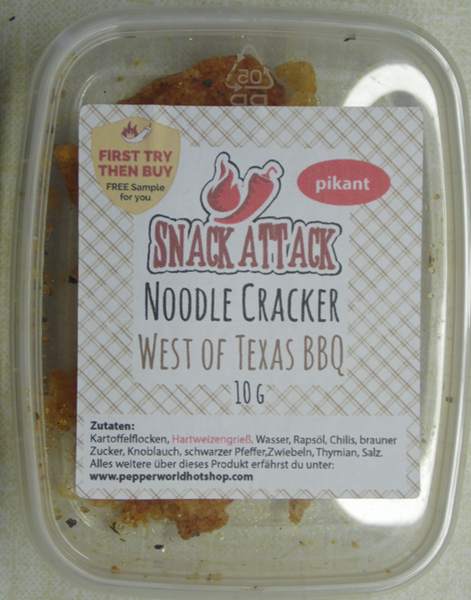 05
PP
FIRST TRY
THEN BUY
FREE Sample
for you
pikant
SNACK ATTACK
NOODLE CRACKER
WEST OF TEXAS BBQ
10 G
Zutaten:
Kartoffelflocken, Hartweizengrieß, Wasser, Rapsöl, Chilis, brauner
Zucker, Knoblauch, schwarzer Pfeffer,Zwiebeln, Thymian, Salz.
Alles weitere über dieses Produkt erfährst du unter:
www.pepperworldhotshop.com